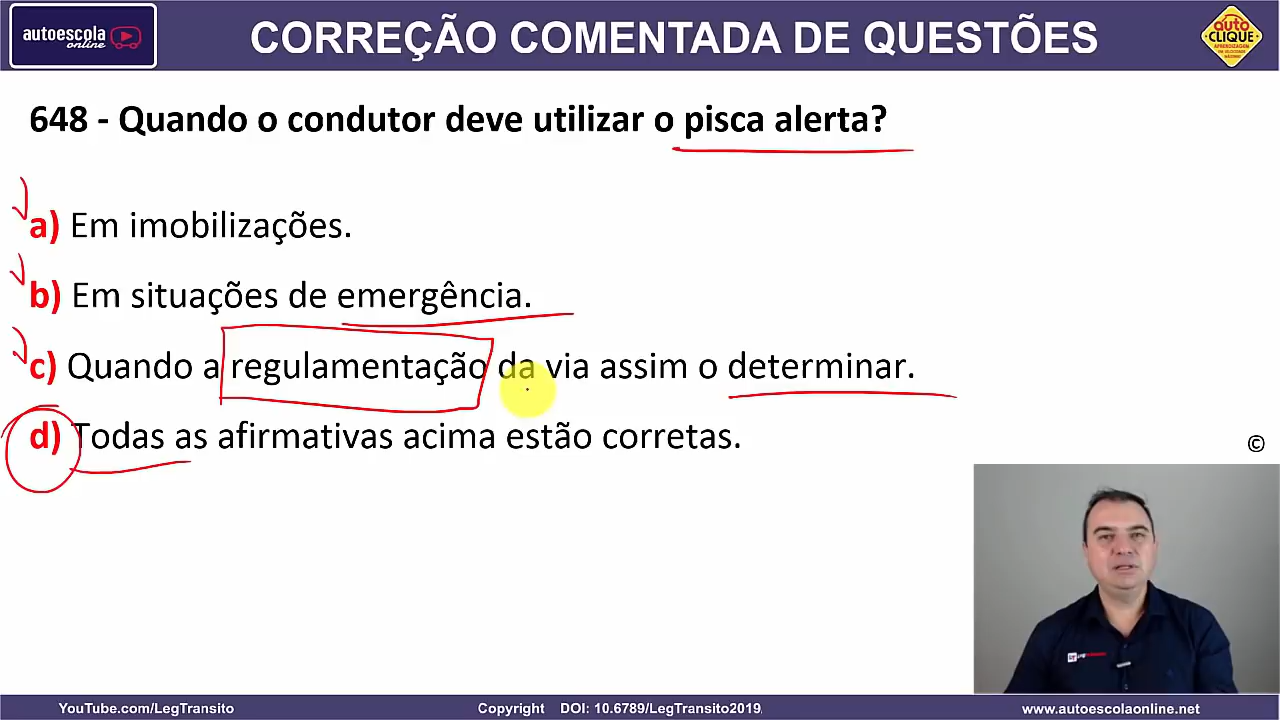 autoescola
online
CORREÇÃO COMENTADA DE QUESTÕES
auto
CLIQUE
648 - Quando o condutor deve utilizar o pisca alerta?
a) Em imobilizações.
b) Em situações de emergência.
c) Quando a regulamentação da via assim o determinar.
d) Todas as afirmativas acima estão corretas.
©
YouTube.com/LegTransito
Copyright DOI: 10.6789/LegTransito2019
www.autoescolaonline.net